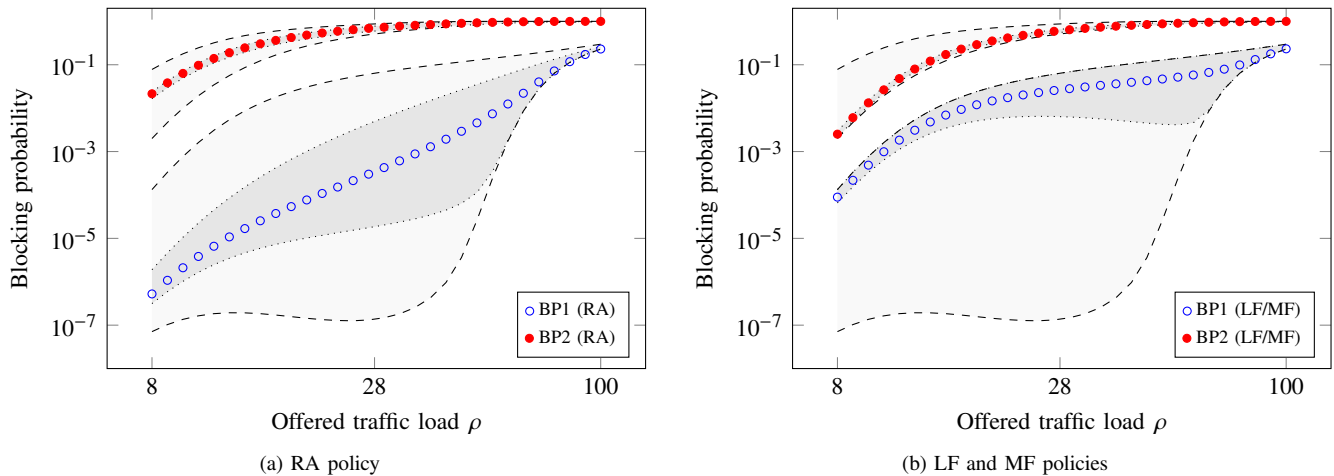 Blocking probability
10⁻¹
10⁻³
10⁻⁵
10⁻⁷
BP1 (RA)
BP2 (RA)
8
28
100
Offered traffic load ρ
(a) RA policy
Blocking probability
10⁻¹
10⁻³
10⁻⁵
10⁻⁷
BP1 (LF/MF)
BP2 (LF/MF)
8
28
100
Offered traffic load ρ
(b) LF and MF policies